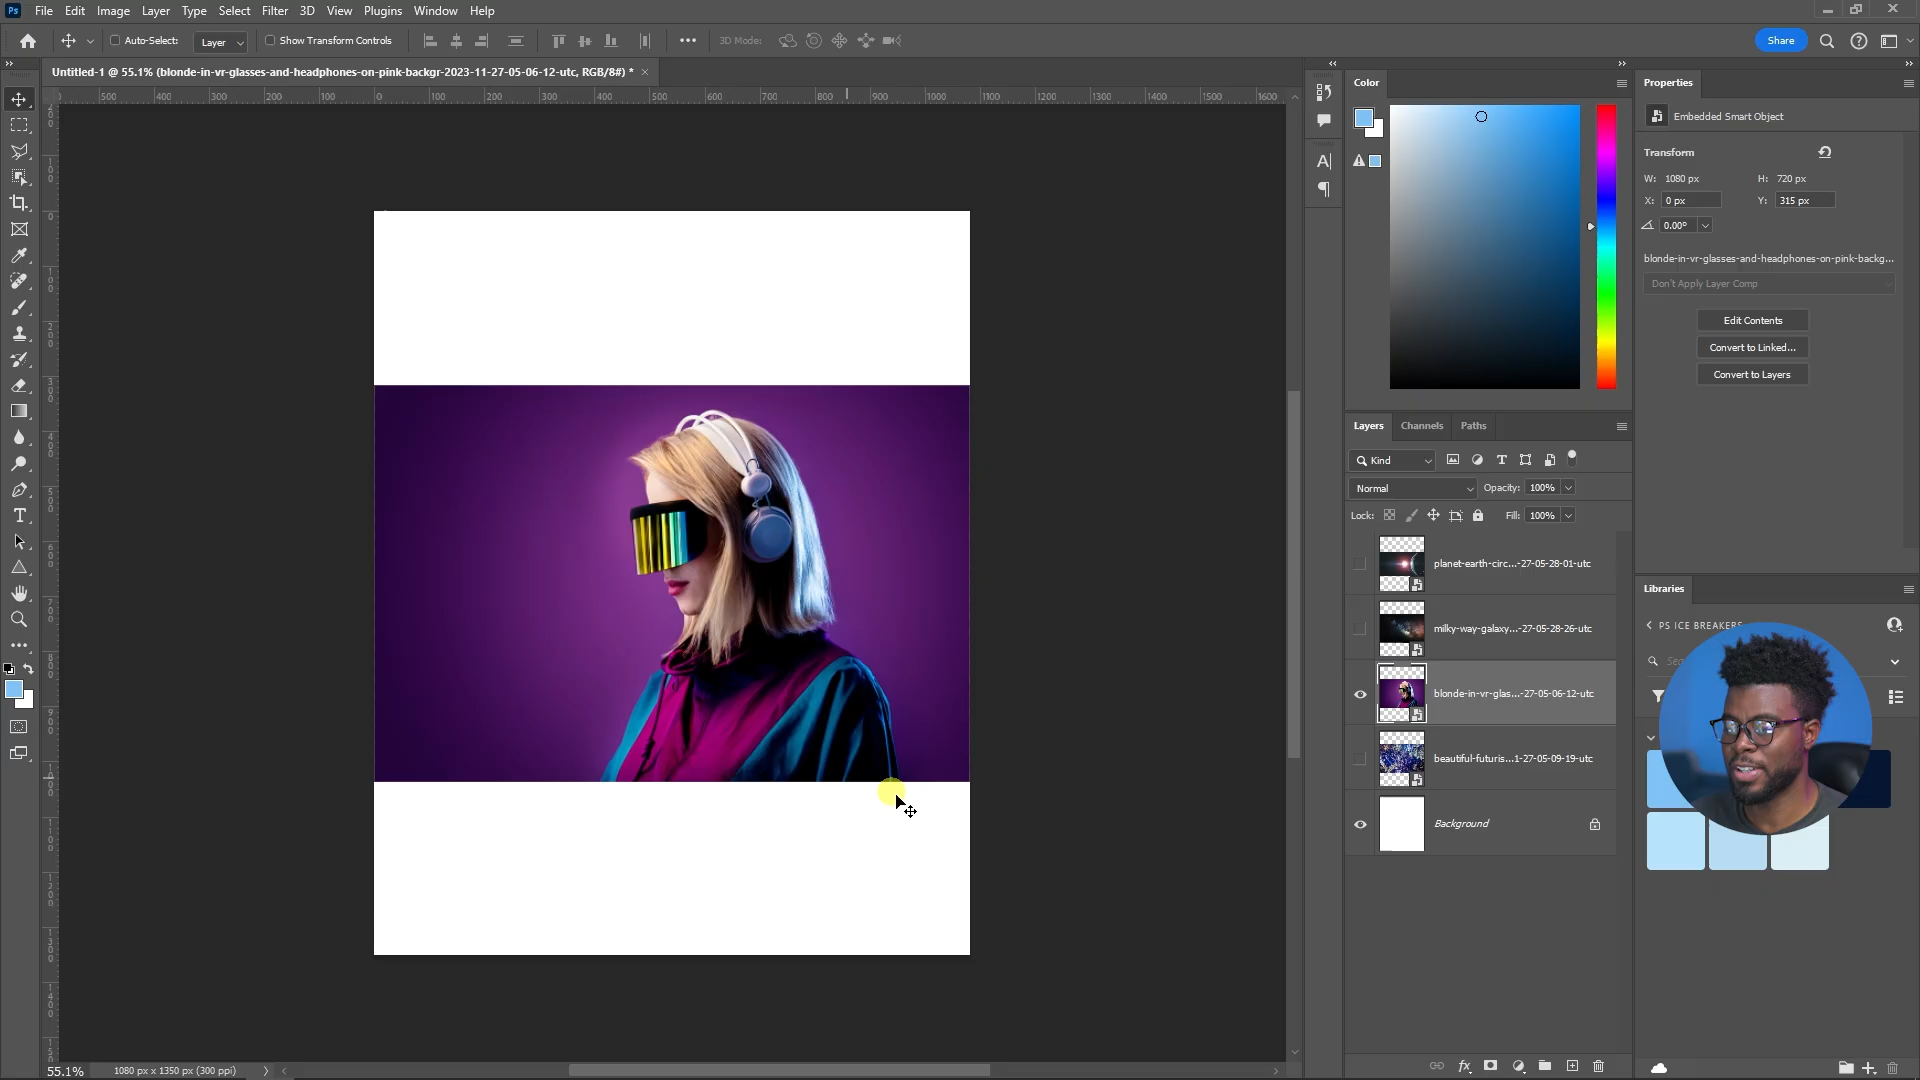 Ps File Edit Image Layer Type Select Filter 3D View Plugins Window Help
Auto-Select: Layer Show Transform Controls 3D Mode: Share
Untitled-1 @ 55.1% (blonde-in-vr-glasses-and-headphones-on-pink-backgr-2023-11-27-05-06-12-utc, RGB/8#) * ×
500 400 300 200 100 0 100 200 300 400 500 600 700 800 900 1000 1100 1200 1300 1400 1500 1600
Color
Properties
Embedded Smart Object
Transform
W: 1080 px H: 720 px
X: 0 px Y: 315 px
0.00°
blonde-in-vr-glasses-and-headphones-on-pink-backg...
Don't Apply Layer Comp
Edit Contents
Convert to Linked...
Convert to Layers
Layers Channels Paths
Kind
Normal Opacity: 100%
Lock: Fill: 100%
planet-earth-circ...-27-05-28-01-utc
milky-way-galaxy...-27-05-28-26-utc
blonde-in-vr-glas...-27-05-06-12-utc
beautiful-futuris...1-27-05-09-19-utc
Background
Libraries
PS ICE BREAKERS
55.1% 1080 px x 1350 px (300 ppi)